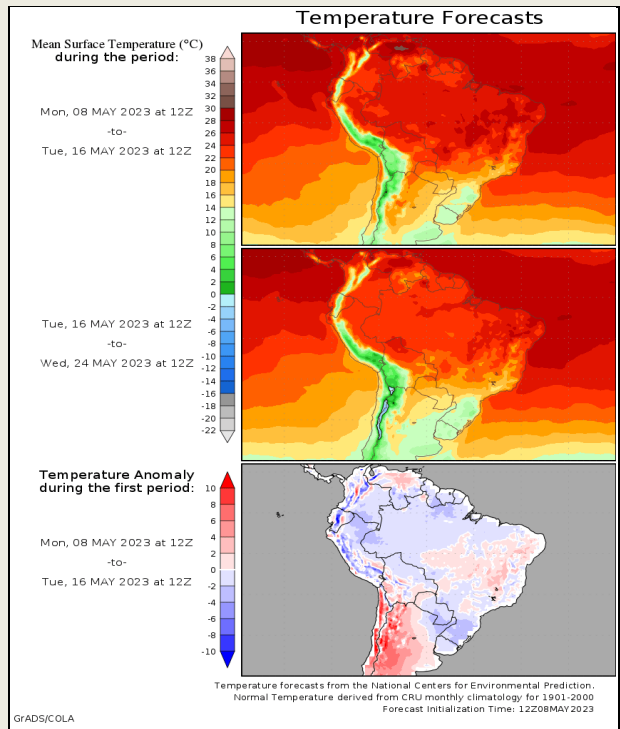 Temperature Forecasts
Mean Surface Temperature (°C)
during the period:
38
36
34
32
30
28
26
24
22
20
18
16
14
12
10
8
6
4
2
0
-2
-4
-6
-8
-10
-12
-14
-16
-18
-20
-22
Mon, 08 MAY 2023 at 12Z
-to-
Tue, 16 MAY 2023 at 12Z
Tue, 16 MAY 2023 at 12Z
-to-
Wed, 24 MAY 2023 at 12Z
Temperature Anomaly
during the first period:
10
8
6
4
2
0
-2
-4
-6
-8
-10
Mon, 08 MAY 2023 at 12Z
-to-
Tue, 16 MAY 2023 at 12Z
Temperature forecasts from the National Centers for Environmental Prediction.
Normal Temperature derived from CRU monthly climatology for 1901-2000
Forecast Initialization Time: 12Z08MAY2023
GrADS/COLA